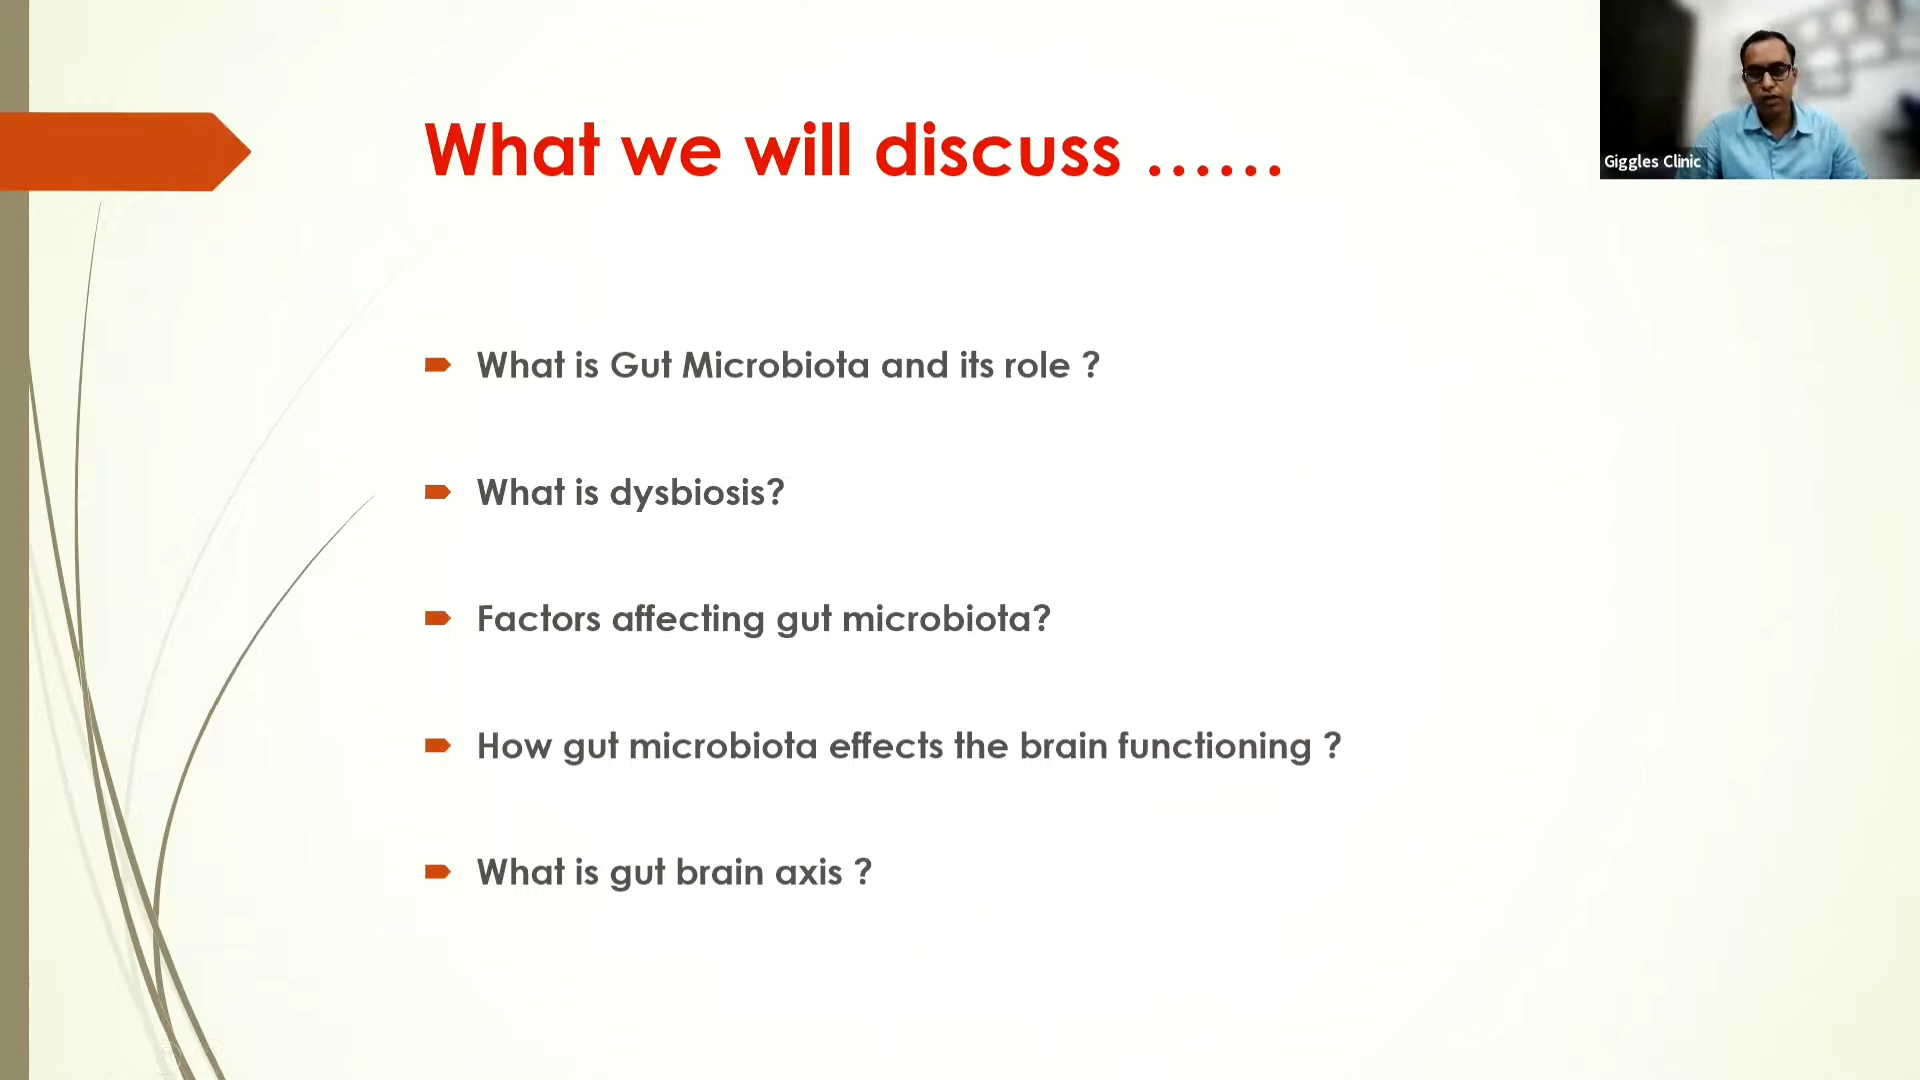 What we will discuss ......
Giggles Clinic
What is Gut Microbiota and its role ?
What is dysbiosis?
Factors affecting gut microbiota?
How gut microbiota effects the brain functioning ?
What is gut brain axis ?